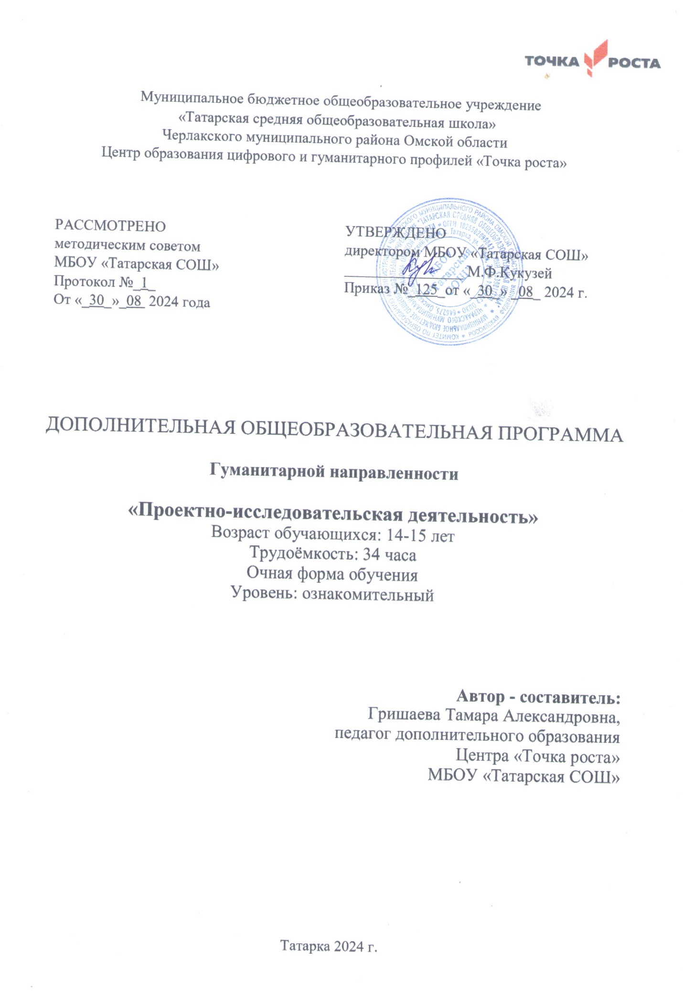 ТОЧКА РОСТА
Муниципальное бюджетное общеобразовательное учреждение
«Татарская средняя общеобразовательная школа»
Черлакского муниципального района Омской области
Центр образования цифрового и гуманитарного профилей «Точка роста»
РАССМОТРЕНО
методическим советом
МБОУ «Татарская СОШ»
Протокол №_1_
От «_30_»_08_ 2024 года
УТВЕРЖДЕНО
директором МБОУ «Татарская СОШ»
________________ М.Ф.Кукузей
Приказ №_125_от «_30_» _08_ 2024 г.
МБОУ
"Татарская
СОШ"
ДОПОЛНИТЕЛЬНАЯ ОБЩЕОБРАЗОВАТЕЛЬНАЯ ПРОГРАММА
Гуманитарной направленности
«Проектно-исследовательская деятельность»
Возраст обучающихся: 14-15 лет
Трудоёмкость: 34 часа
Очная форма обучения
Уровень: ознакомительный
Автор - составитель:
Гришаева Тамара Александровна,
педагог дополнительного образования
Центра «Точка роста»
МБОУ «Татарская СОШ»
Татарка 2024 г.